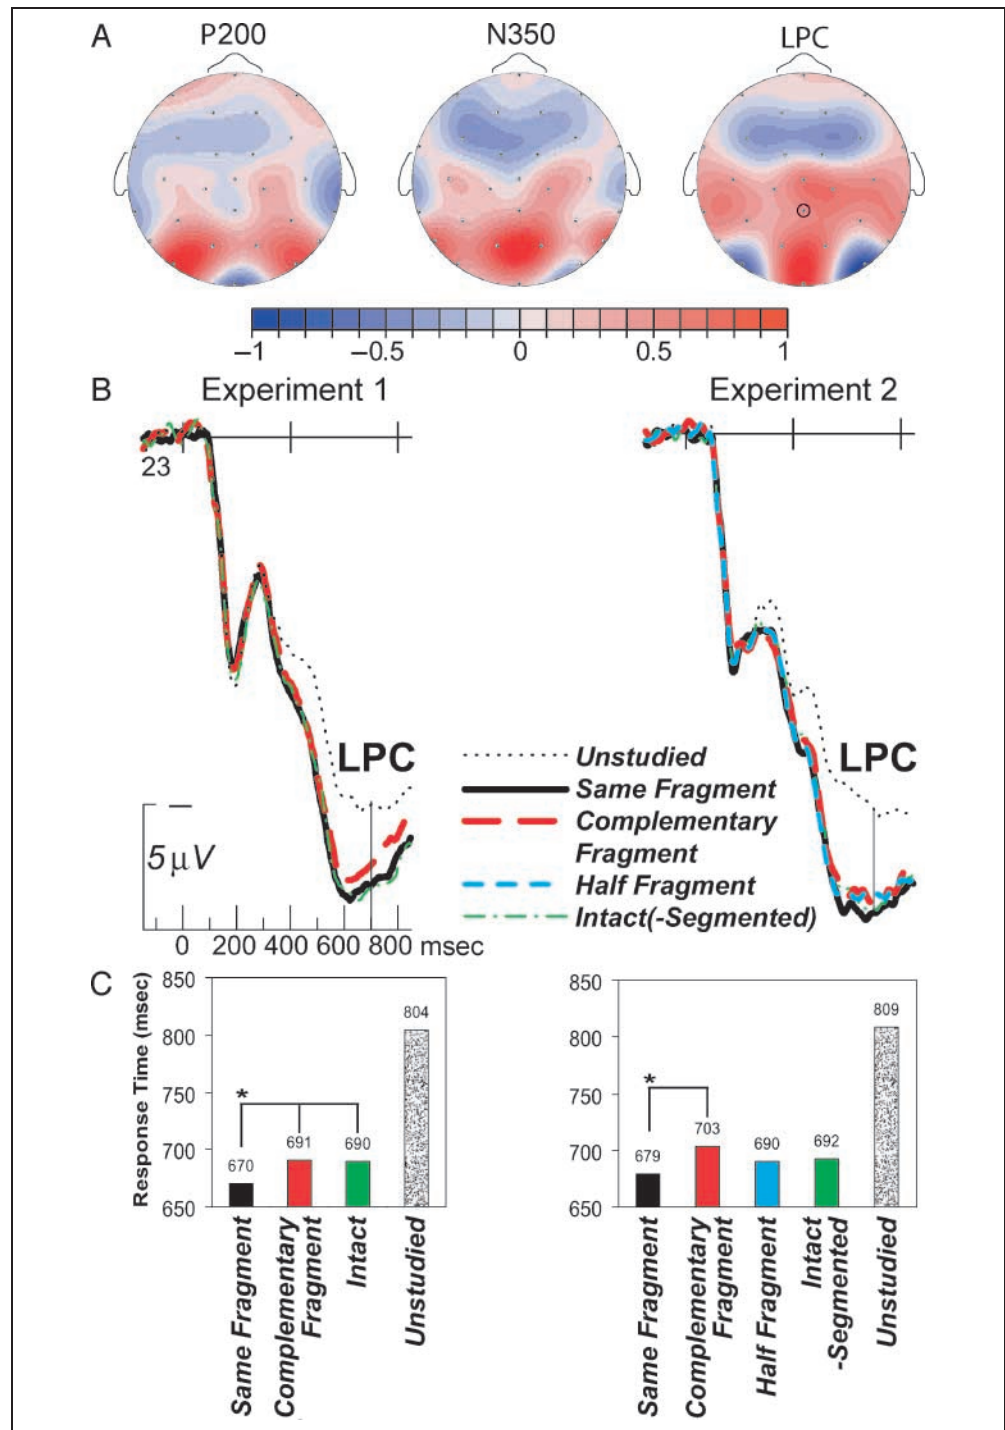 A
P200
N350
LPC
–1
–0.5
0
0.5
1
B
Experiment 1
Experiment 2
23
LPC
LPC
Unstudied
Same Fragment
Complementary
Fragment
Half Fragment
Intact(-Segmented)
5 μV
0 200 400 600 800 msec
C
Response Time (msec)
850
800
750
700
650
*
670
691
690
804
Same Fragment
Complementary
Fragment
Intact
Unstudied
850
800
750
700
650
*
679
703
690
692
809
Same Fragment
Complementary
Fragment
Half Fragment
Intact
-Segmented
Unstudied